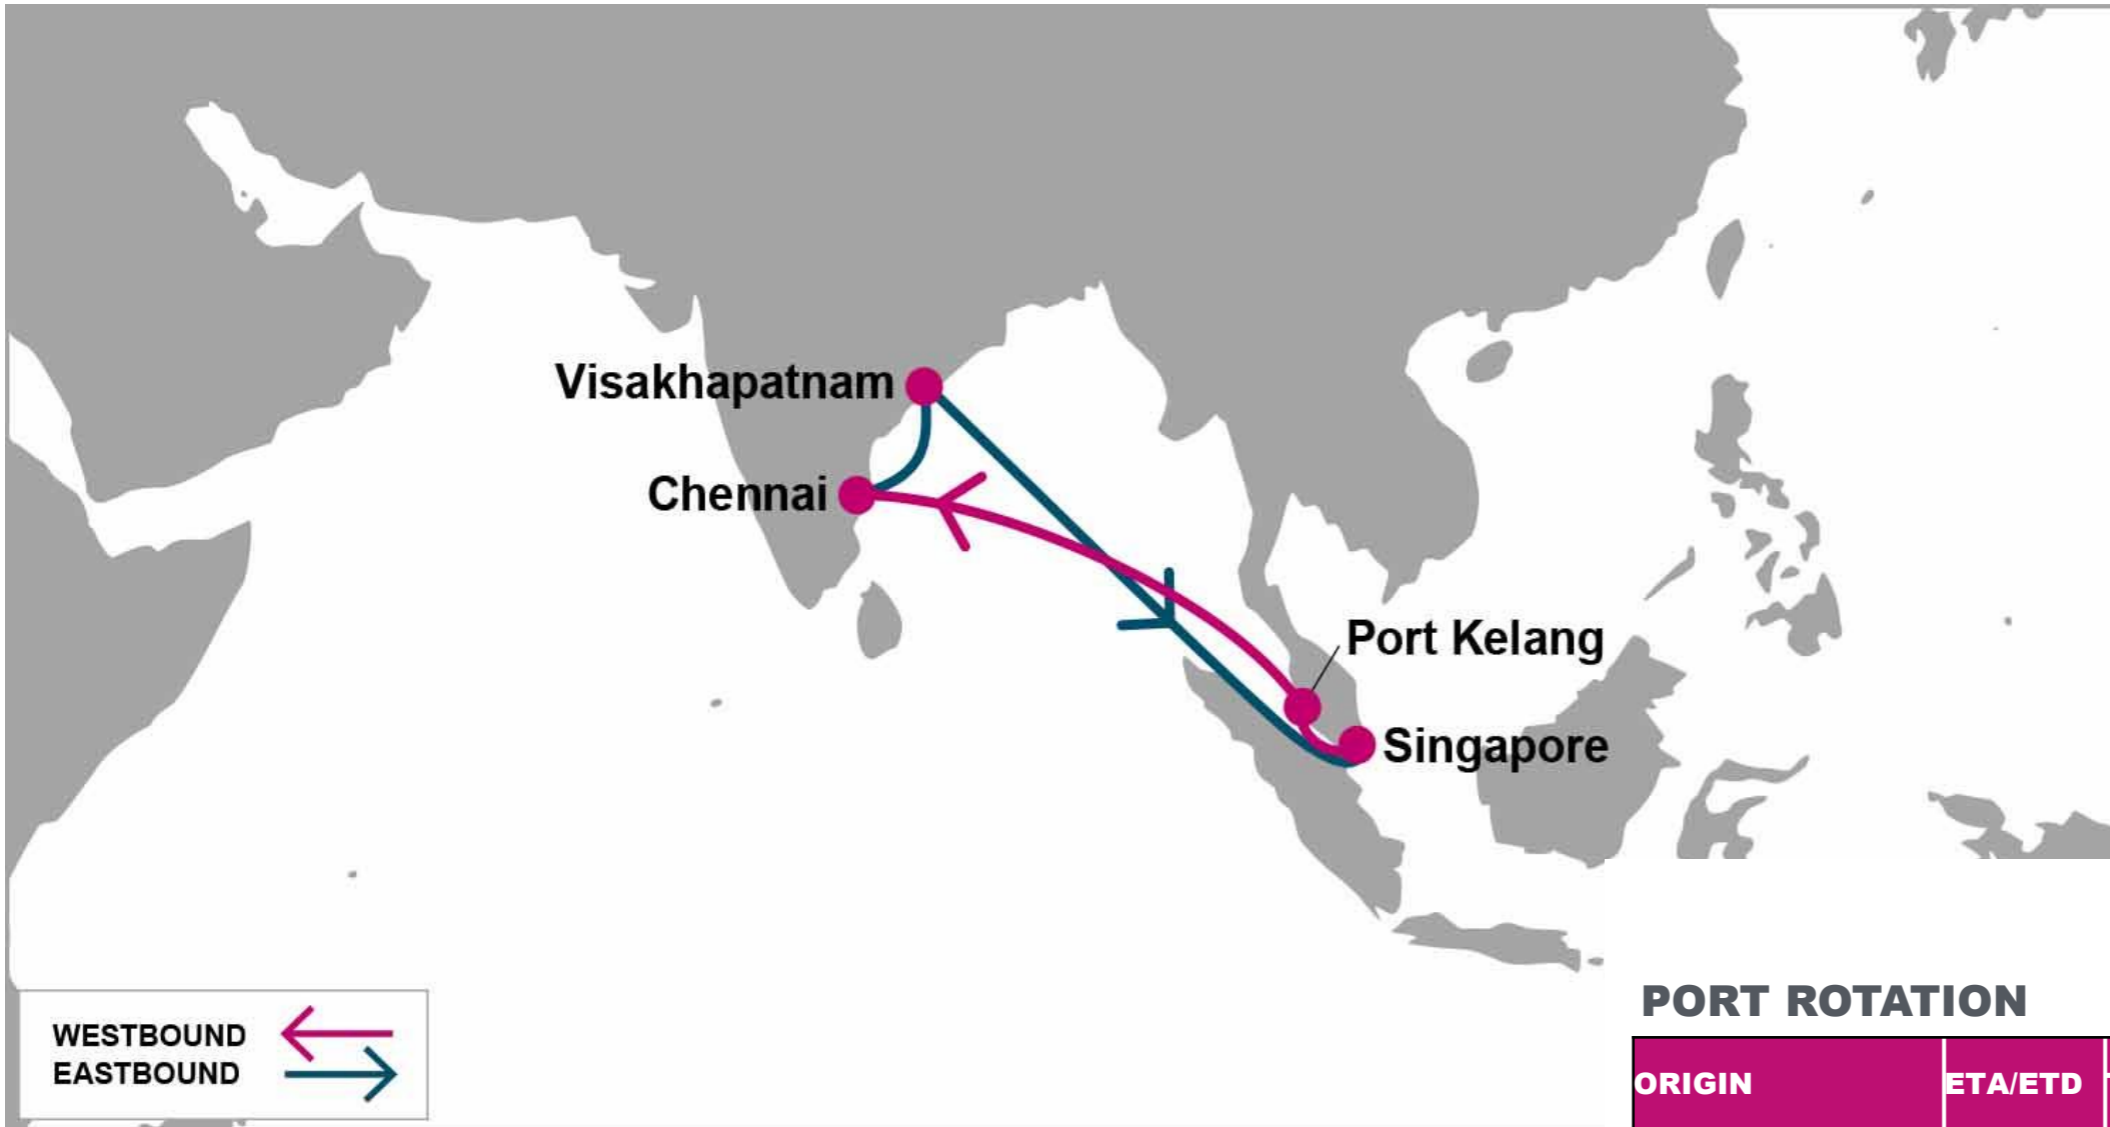 Visakhapatnam
Chennai
Port Kelang
Singapore
WESTBOUND
EASTBOUND
PORT ROTATION
ORIGIN ETA/ETD